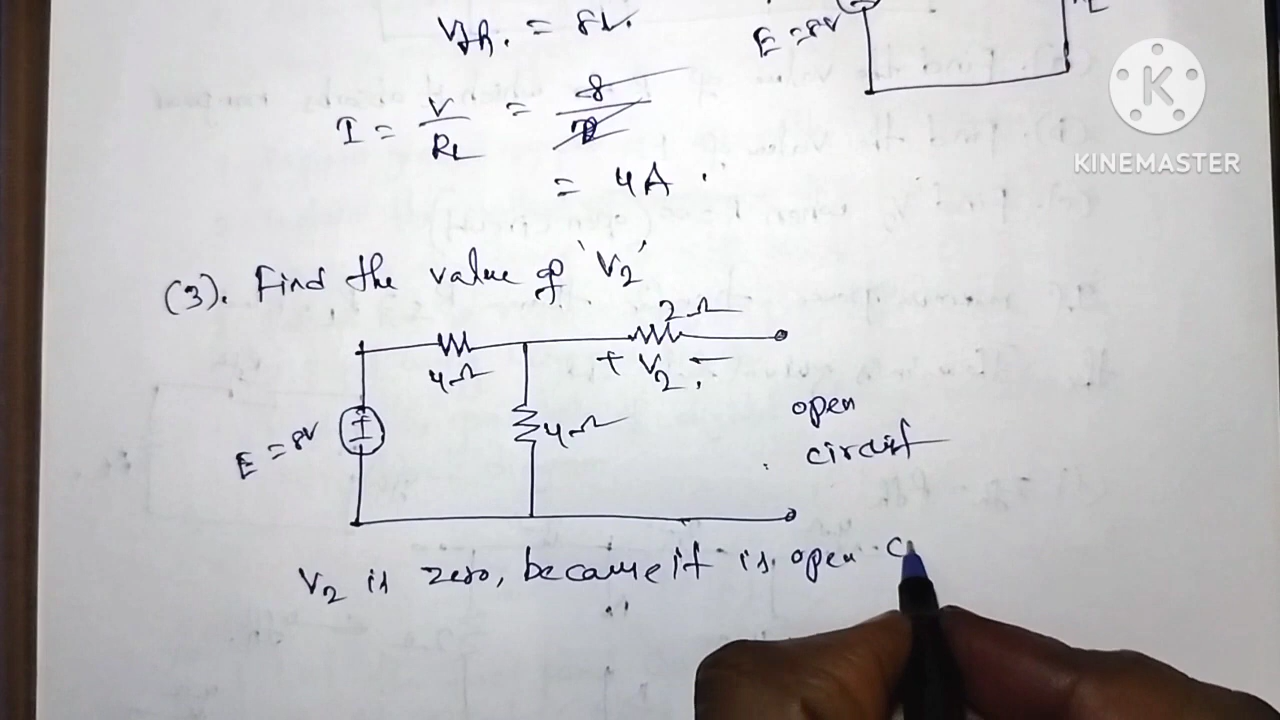 = 8V.
E = 8V
I = V / RL = 8 / 2
= 4A.
KINEMASTER
(3). Find the value of 'V2'
2Ω
+ V2 -
4Ω
4Ω
E = 8V
open
circuit
V2 is zero, because it is open c